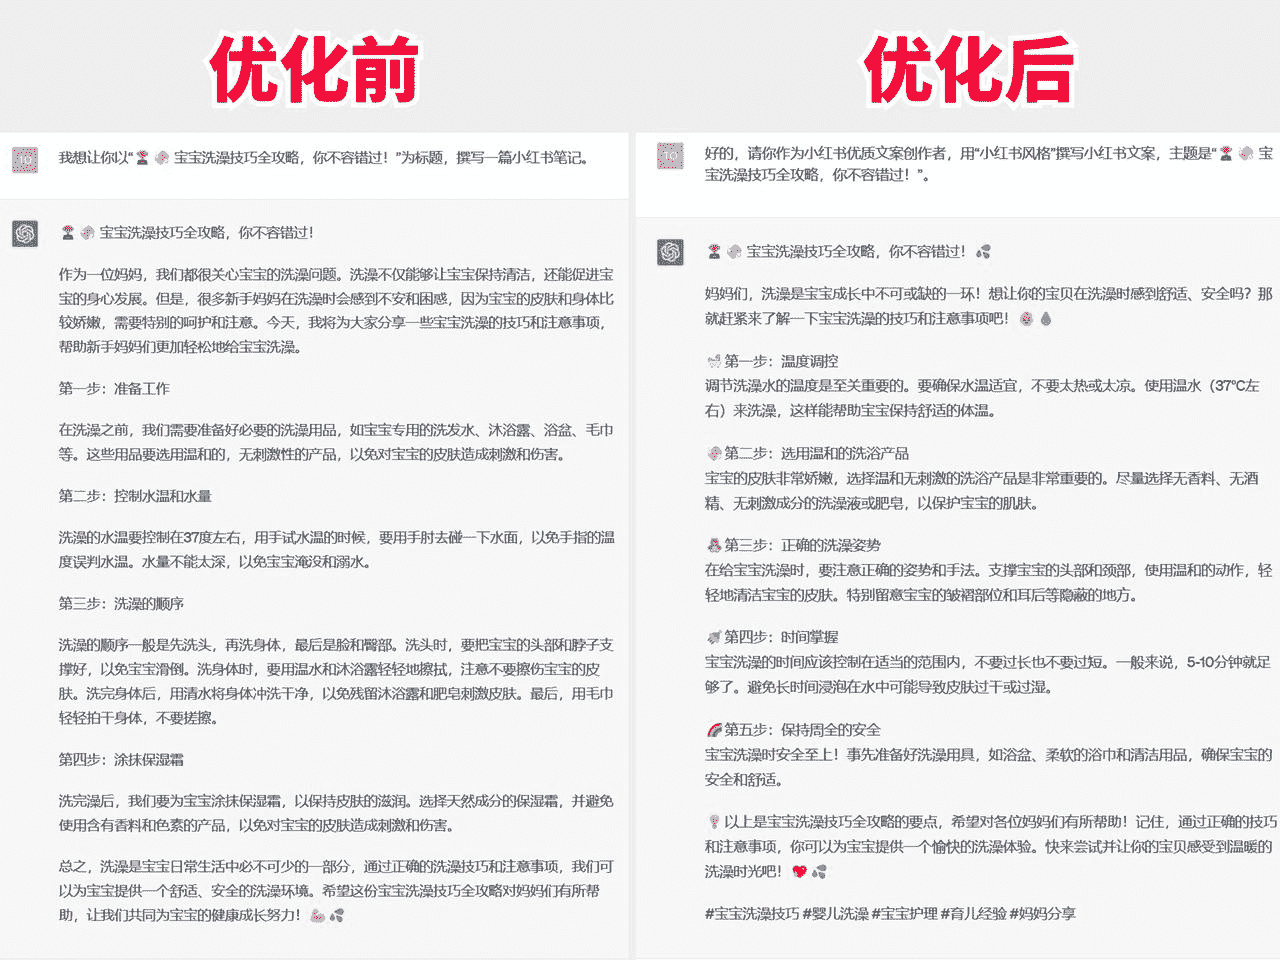 优化前
我想让你以“宝宝洗澡技巧全攻略，你不容错过！”为标题，撰写一篇小红书笔记。
宝宝洗澡技巧全攻略，你不容错过！
作为一位妈妈，我们都很关心宝宝的洗澡问题。洗澡不仅能够让宝宝保持清洁，还能促进宝
宝的身心发展。但是，很多新手妈妈在洗澡时会感到不安和困惑，因为宝宝的皮肤和身体比
较娇嫩，需要特别的呵护和注意。今天，我将为大家分享一些宝宝洗澡的技巧和注意事项，
帮助新手妈妈们更加轻松地给宝宝洗澡。
第一步：准备工作
在洗澡之前，我们需要准备好必要的洗澡用品，如宝宝专用的洗发水、沐浴露、浴盆、毛巾
等。这些用品要选用温和的，无刺激性的产品，以免对宝宝的皮肤造成刺激和伤害。
第二步：控制水温和水量
洗澡的水温要控制在37度左右，用手试水温的时候，要用手肘去碰一下水面，以免手指的温
度误判水温。水量不能太深，以免宝宝淹没和溺水。
第三步：洗澡的顺序
洗澡的顺序一般是先洗头，再洗身体，最后是脸和臀部。洗头时，要把宝宝的头部和脖子支
撑好，以免宝宝滑倒。洗身体时，要用温水和沐浴露轻轻地擦拭，注意不要擦伤宝宝的皮
肤。洗完身体后，用清水将身体冲洗干净，以免残留沐浴露和肥皂刺激皮肤。最后，用毛巾
轻轻拍干身体，不要搓擦。
第四步：涂抹保湿霜
洗完澡后，我们要为宝宝涂抹保湿霜，以保持皮肤的滋润。选择天然成分的保湿霜，并避免
使用含有香料和色素的产品，以免对宝宝的皮肤造成刺激和伤害。
总之，洗澡是宝宝日常生活中必不可少的一部分，通过正确的洗澡技巧和注意事项，我们可
以为宝宝提供一个舒适、安全的洗澡环境。希望这份宝宝洗澡技巧全攻略对妈妈们有所帮
助，让我们共同为宝宝的健康成长努力！
优化后
好的，请你作为小红书优质文案创作者，用“小红书风格”撰写小红书文案，主题是“宝
宝洗澡技巧全攻略，你不容错过！”。
宝宝洗澡技巧全攻略，你不容错过！
妈妈们，洗澡是宝宝成长中不可或缺的一环！想让你的宝贝在洗澡时感到舒适、安全吗？那
就赶紧来了解一下宝宝洗澡的技巧和注意事项吧！
第一步：温度调控
调节洗澡水的温度是至关重要的。要确保水温适宜，不要太热或太凉。使用温水（37°C左
右）来洗澡，这样能帮助宝宝保持舒适的体温。
第二步：选用温和的洗浴产品
宝宝的皮肤非常娇嫩，选择温和无刺激的洗浴产品是非常重要的。尽量选择无香料、无酒
精、无刺激成分的洗澡液或肥皂，以保护宝宝的肌肤。
第三步：正确的洗澡姿势
在给宝宝洗澡时，要注意正确的姿势和手法。支撑宝宝的头部和颈部，使用温和的动作，轻
轻地清洁宝宝的皮肤。特别留意宝宝的皱褶部位和耳后等隐蔽的地方。
第四步：时间掌握
宝宝洗澡的时间应该控制在适当的范围内，不要过长也不要过短。一般来说，5-10分钟就足
够了。避免长时间浸泡在水中可能导致皮肤过干或过湿。
第五步：保持周全的安全
宝宝洗澡时安全至上！事先准备好洗澡用具，如浴盆、柔软的浴巾和清洁用品，确保宝宝的
安全和舒适。
以上是宝宝洗澡技巧全攻略的要点，希望对各位妈妈们有所帮助！记住，通过正确的技巧
和注意事项，你可以为宝宝提供一个愉快的洗澡体验。快来尝试并让你的宝贝感受到温暖的
洗澡时光吧！
#宝宝洗澡技巧 #婴儿洗澡 #宝宝护理 #育儿经验 #妈妈分享